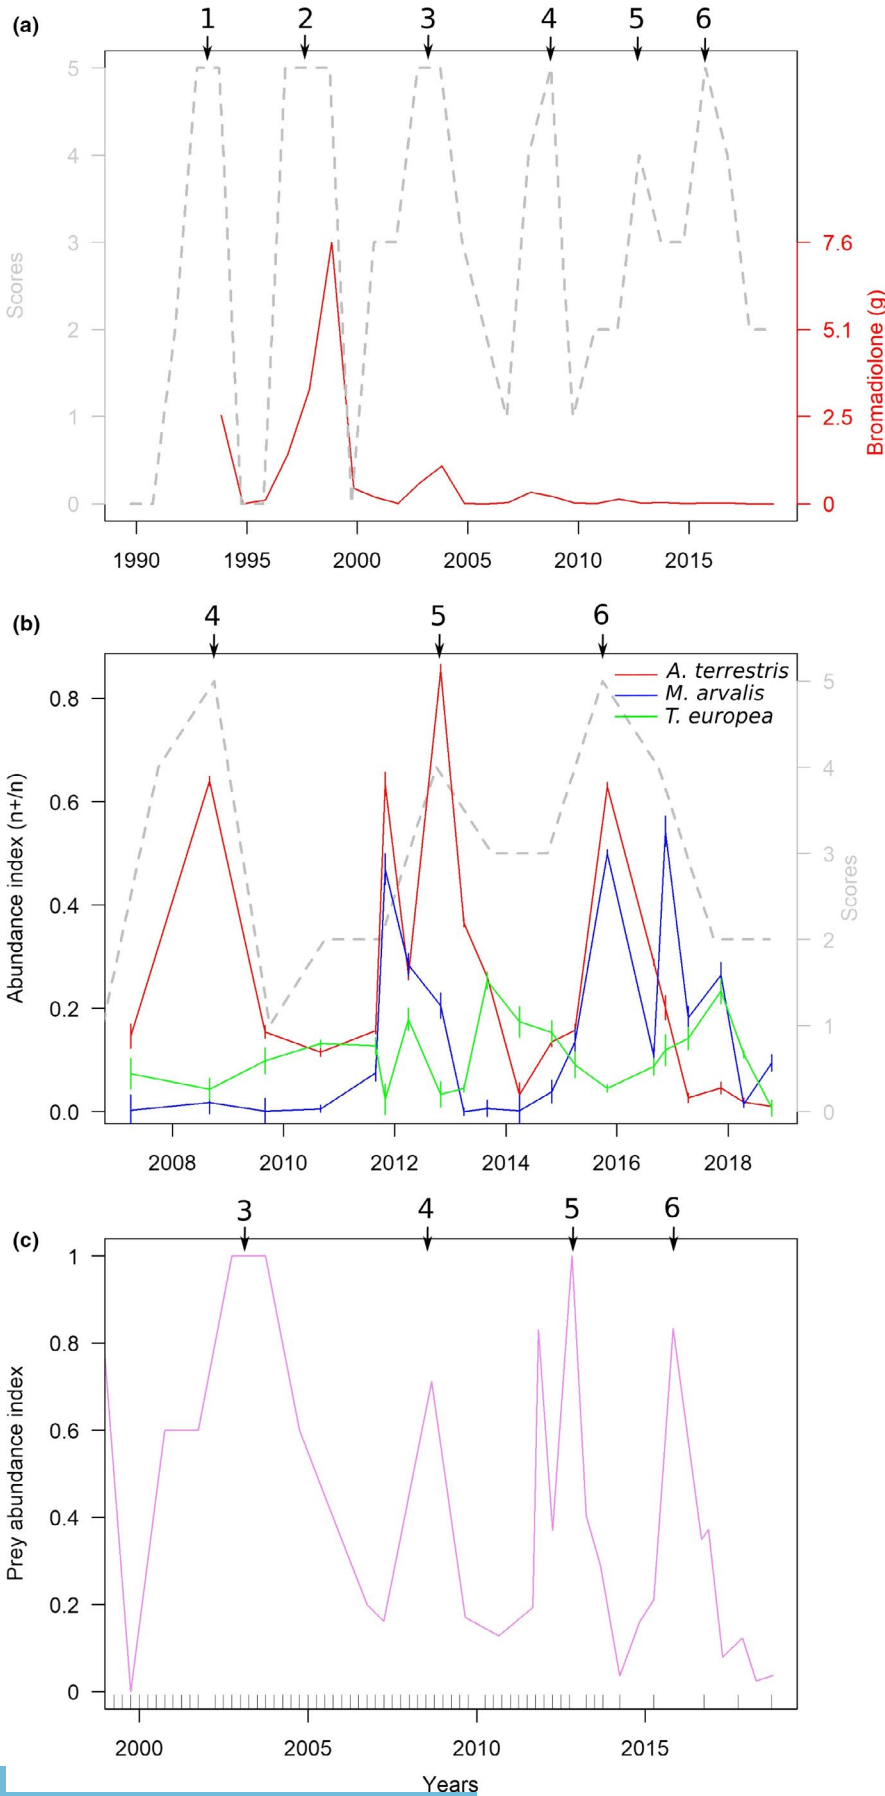 (a)
1 2 3 4 5 6
5
4
3
2
1
0
Scores
7.6
5.1
2.5
0
Bromadiolone (g)
1990 1995 2000 2005 2010 2015
(b)
4 5 6
A. terrestris
M. arvalis
T. europea
0.8
0.6
0.4
0.2
0.0
Abundance index (n+/n)
5
4
3
2
1
0
Scores
2008 2010 2012 2014 2016 2018
(c)
3 4 5 6
1
0.8
0.6
0.4
0.2
0
Prey abundance index
2000 2005 2010 2015
Years